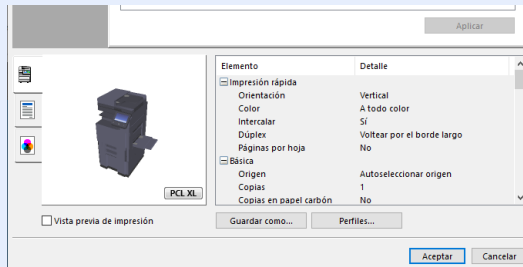 Aplicar
Elemento Detalle
Impresión rápida
Orientación Vertical
Color A todo color
Intercalar Sí
Dúplex Voltear por el borde largo
Páginas por hoja No
Básica
Origen Autoseleccionar origen
Copias 1
Copias en papel carbón No
PCL XL
Vista previa de impresión Guardar como... Perfiles...
Aceptar Cancelar